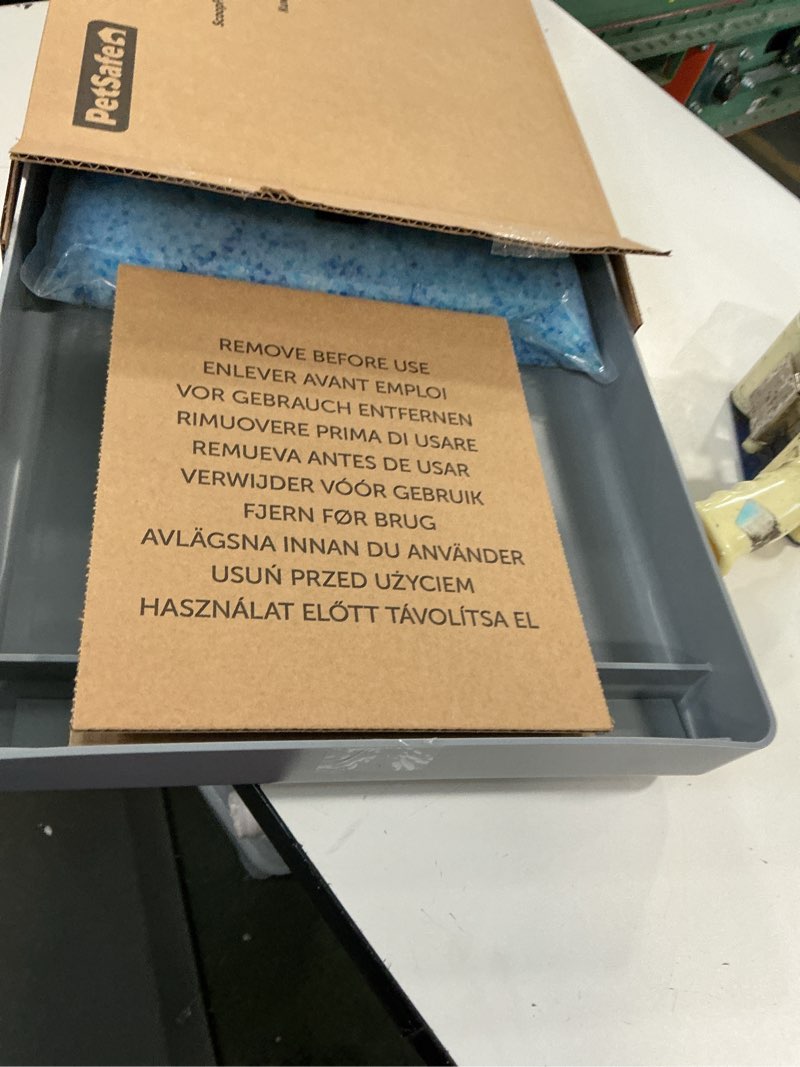 PetSafe
REMOVE BEFORE USE
ENLEVER AVANT EMPLOI
VOR GEBRAUCH ENTFERNEN
RIMUOVERE PRIMA DI USARE
REMUEVA ANTES DE USAR
VERWIJDER VÓÓR GEBRUIK
FJERN FØR BRUG
AVLÄGSNA INNAN DU ANVÄNDER
USUŃ PRZED UŻYCIEM
HASZNÁLAT ELŐTT TÁVOLÍTSA EL